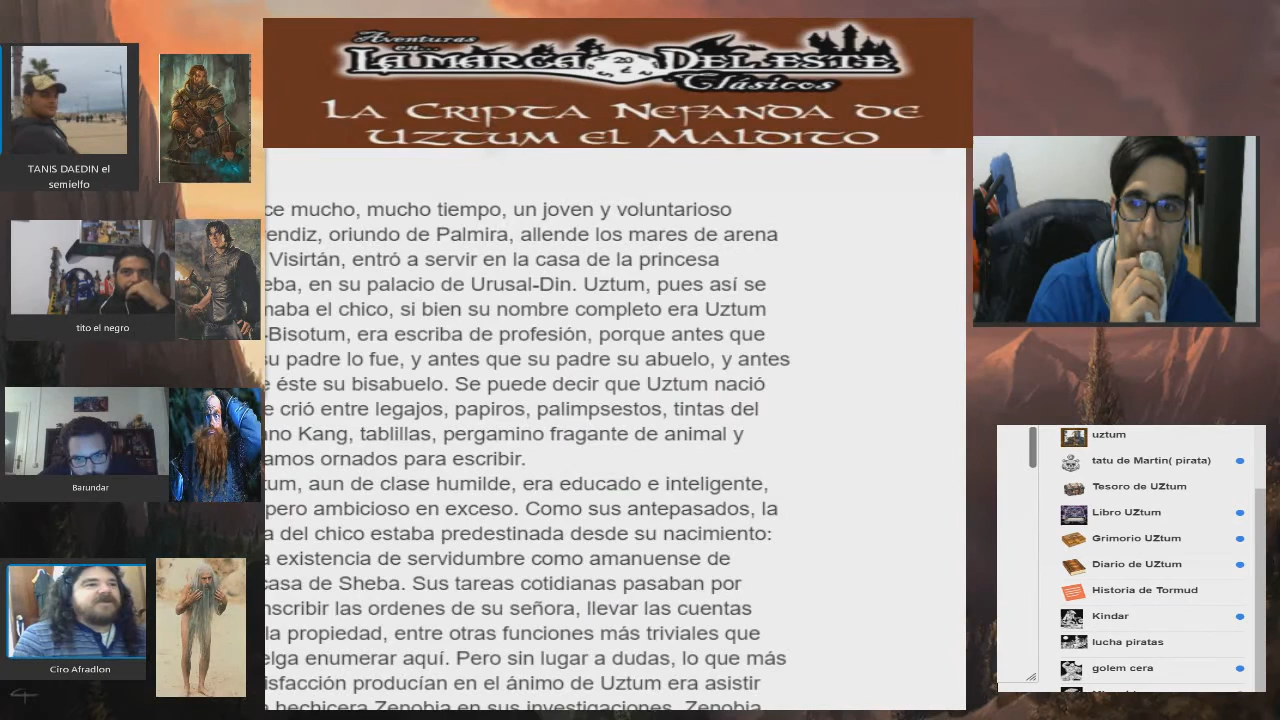 Aventuras
en...
LA MARCA DEL ESTE
Clásicos
LA CRIPTA NEFANDA DE
UZTUM EL MALDITO
TANIS DAEDIN el
semielfo
tito el negro
Barundar
Ciro Afradlon
ce mucho, mucho tiempo, un joven y voluntarioso
endiz, oriundo de Palmira, allende los mares de arena
Visirtán, entró a servir en la casa de la princesa
eba, en su palacio de Urusal-Din. Uztum, pues así se
naba el chico, si bien su nombre completo era Uztum
-Bisotum, era escriba de profesión, porque antes que
su padre lo fue, y antes que su padre su abuelo, y antes
e éste su bisabuelo. Se puede decir que Uztum nació
e crió entre legajos, papiros, palimpsestos, tintas del
no Kang, tablillas, pergamino fragante de animal y
amos ornados para escribir.
tum, aun de clase humilde, era educado e inteligente,
pero ambicioso en exceso. Como sus antepasados, la
a del chico estaba predestinada desde su nacimiento:
a existencia de servidumbre como amanuense de
casa de Sheba. Sus tareas cotidianas pasaban por
nscribir las ordenes de su señora, llevar las cuentas
la propiedad, entre otras funciones más triviales que
elga enumerar aquí. Pero sin lugar a dudas, lo que más
isfacción producían en el ánimo de Uztum era asistir
a hechicera Zenobia en sus investigaciones. Zenobia
uztum
tatu de Martin( pirata)
Tesoro de UZtum
Libro UZtum
Grimorio UZtum
Diario de UZtum
Historia de Tormud
Kindar
lucha piratas
golem cera